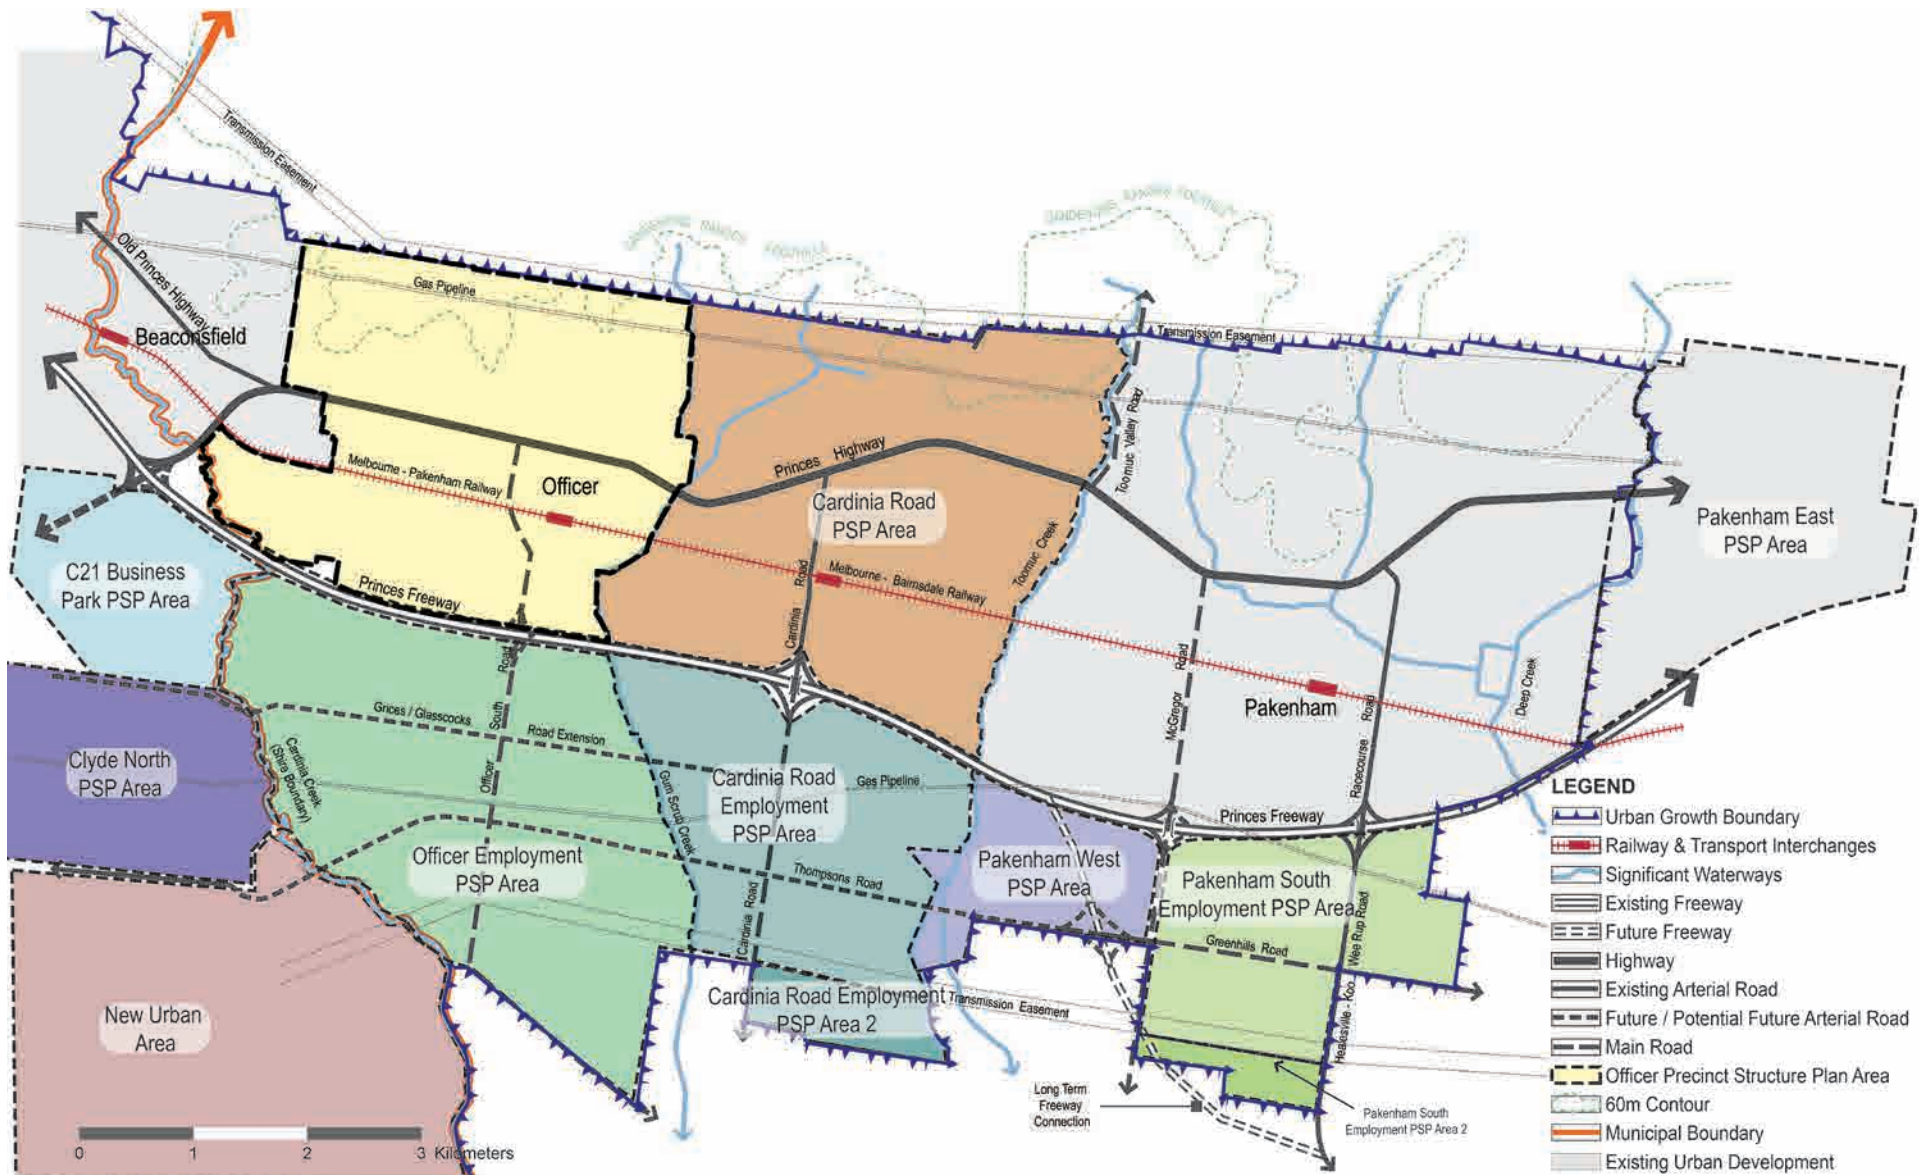 Transmission Easement
Old Princes Highway
Beaconsfield
Gas Pipeline
Transmission Easement
Melbourne - Pakenham Railway
Officer
Princes Highway
Toomuc Valley Road
Cardinia Road
PSP Area
Pakenham East
PSP Area
C21 Business
Park PSP Area
Princes Freeway
Cardinia Road
Melbourne - Bairnsdale Railway
Toomuc Creek
McGregor Road
Pakenham
Racecourse Road
Deep Creek
Grices / Glasscocks
Road Extension
Officer South Road
Clyde North
PSP Area
Cardinia Creek
(Shire Boundary)
Gum Scrub Creek
Cardinia Road
Employment
PSP Area
Gas Pipeline
Princes Freeway
Officer Employment
PSP Area
Thompsons Road
Cardinia Road
Pakenham West
PSP Area
Pakenham South
Employment PSP Area
Greenhills Road
Healesville - Koo Wee Rup Road
New Urban
Area
Cardinia Road Employment
PSP Area 2
Transmission Easement
Long Term
Freeway
Connection
Pakenham South
Employment PSP Area 2
0 1 2 3 Kilometers
LEGEND
Urban Growth Boundary
Railway & Transport Interchanges
Significant Waterways
Existing Freeway
Future Freeway
Highway
Existing Arterial Road
Future / Potential Future Arterial Road
Main Road
Officer Precinct Structure Plan Area
60m Contour
Municipal Boundary
Existing Urban Development